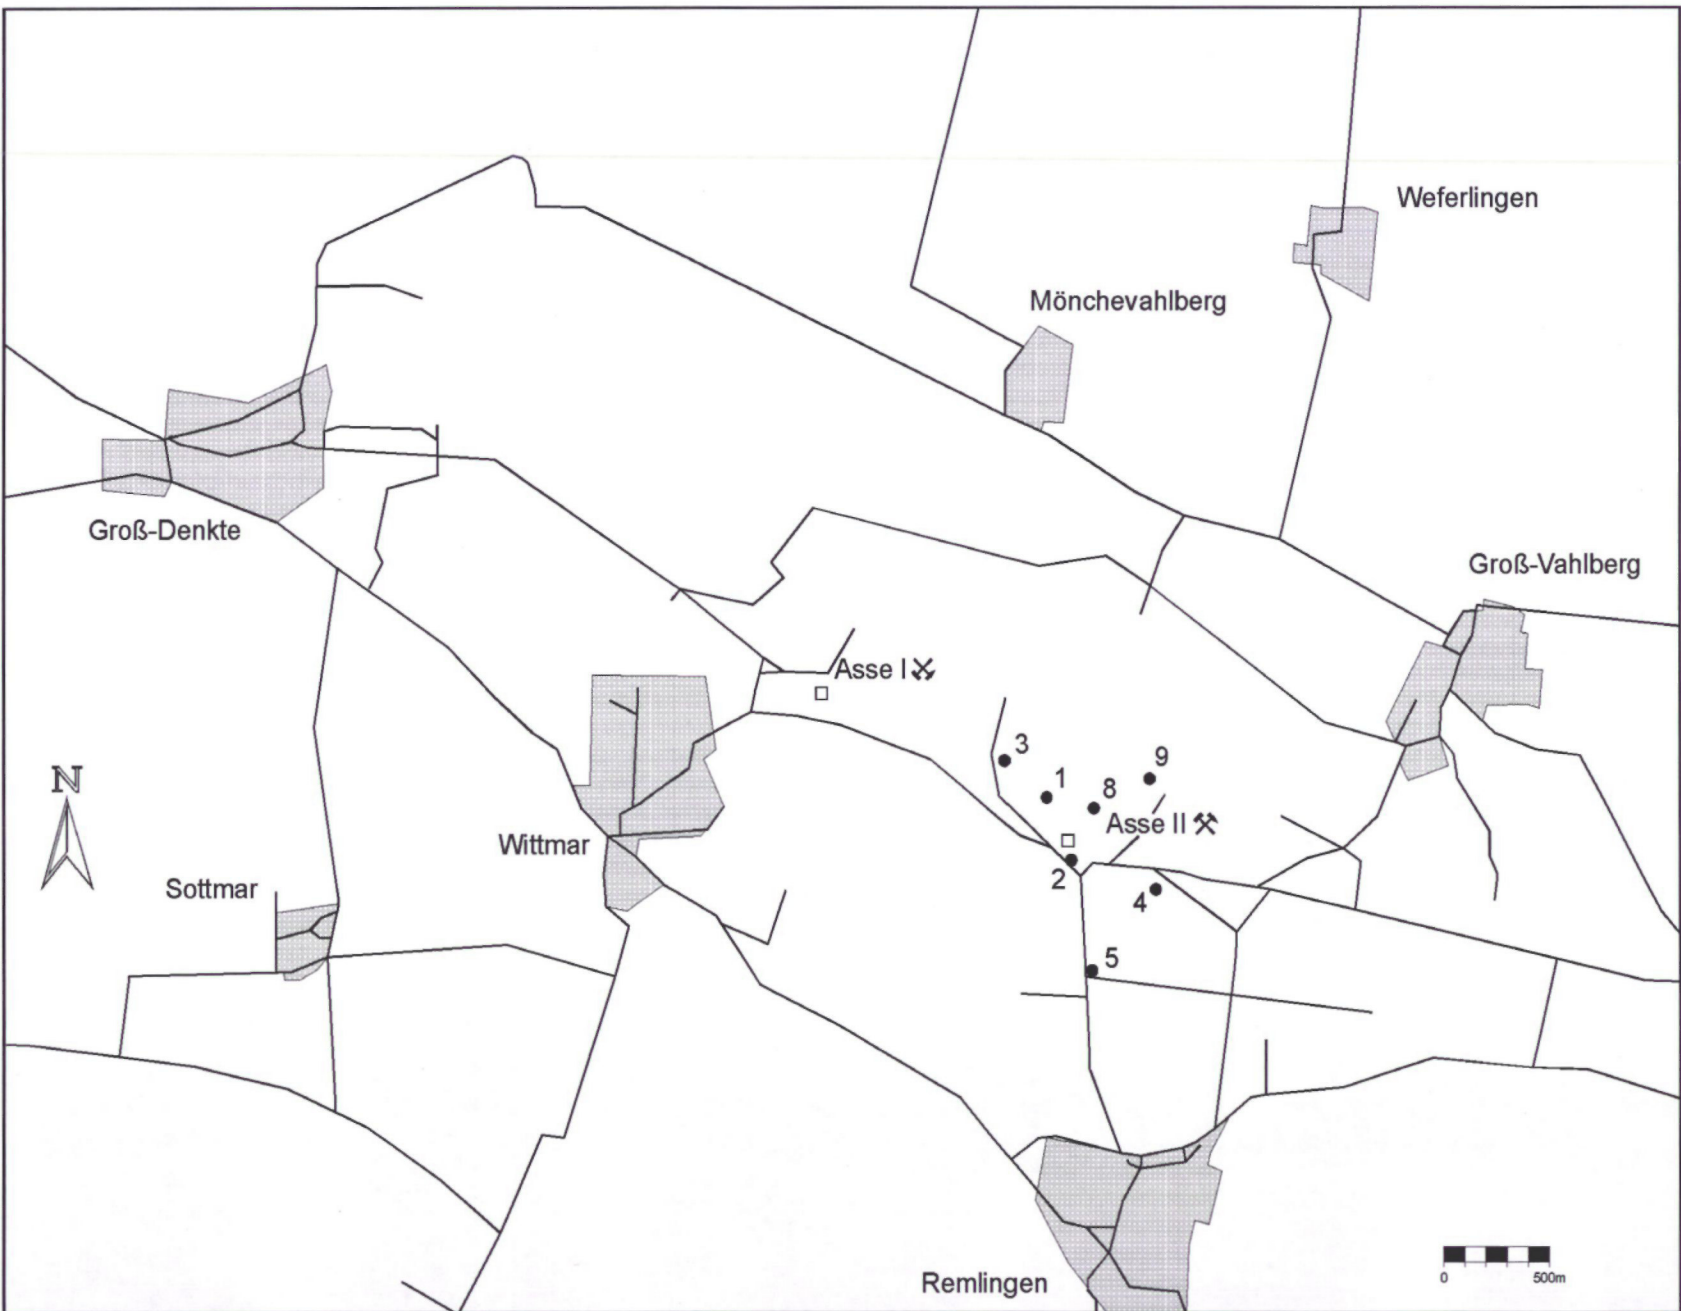 Weferlingen
Mönchevahlberg
Groß-Denkte
Groß-Vahlberg
Asse I
3
9
1
8
Asse II
N
Wittmar
2
Sottmar
4
5
Remlingen
0 500m